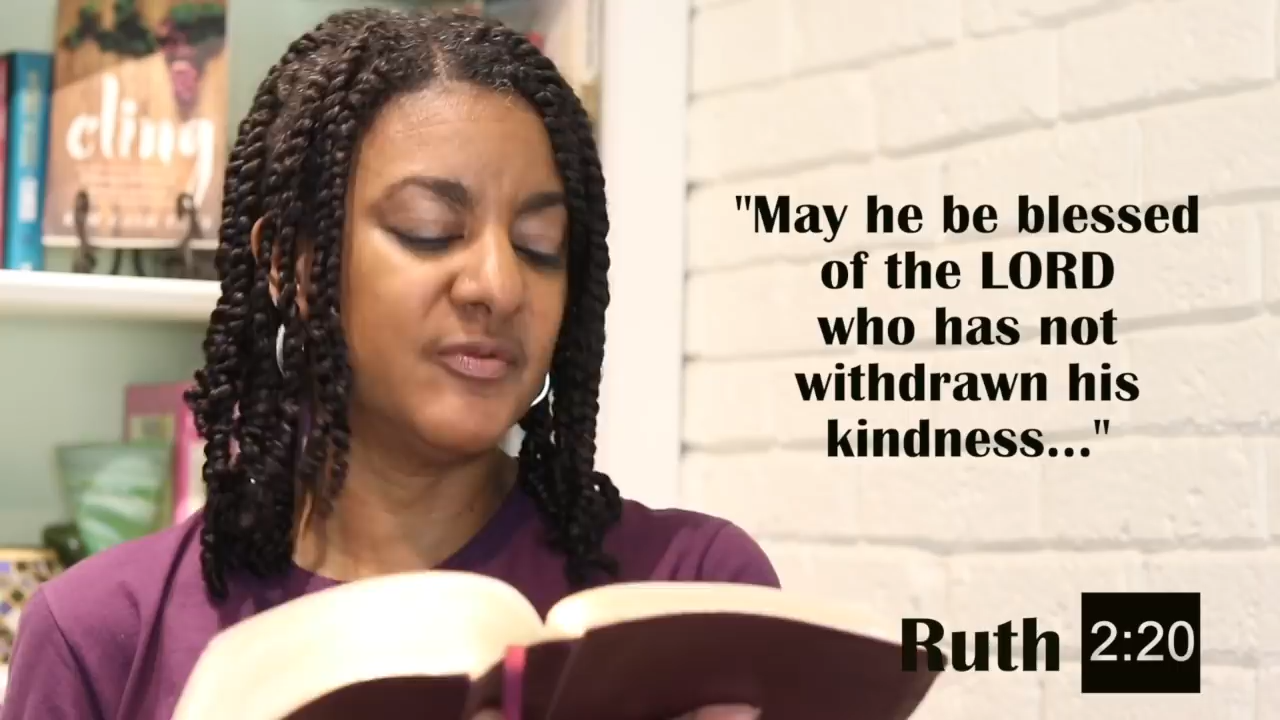 cling
"May he be blessed
of the LORD
who has not
withdrawn his
kindness..."
Ruth 2:20